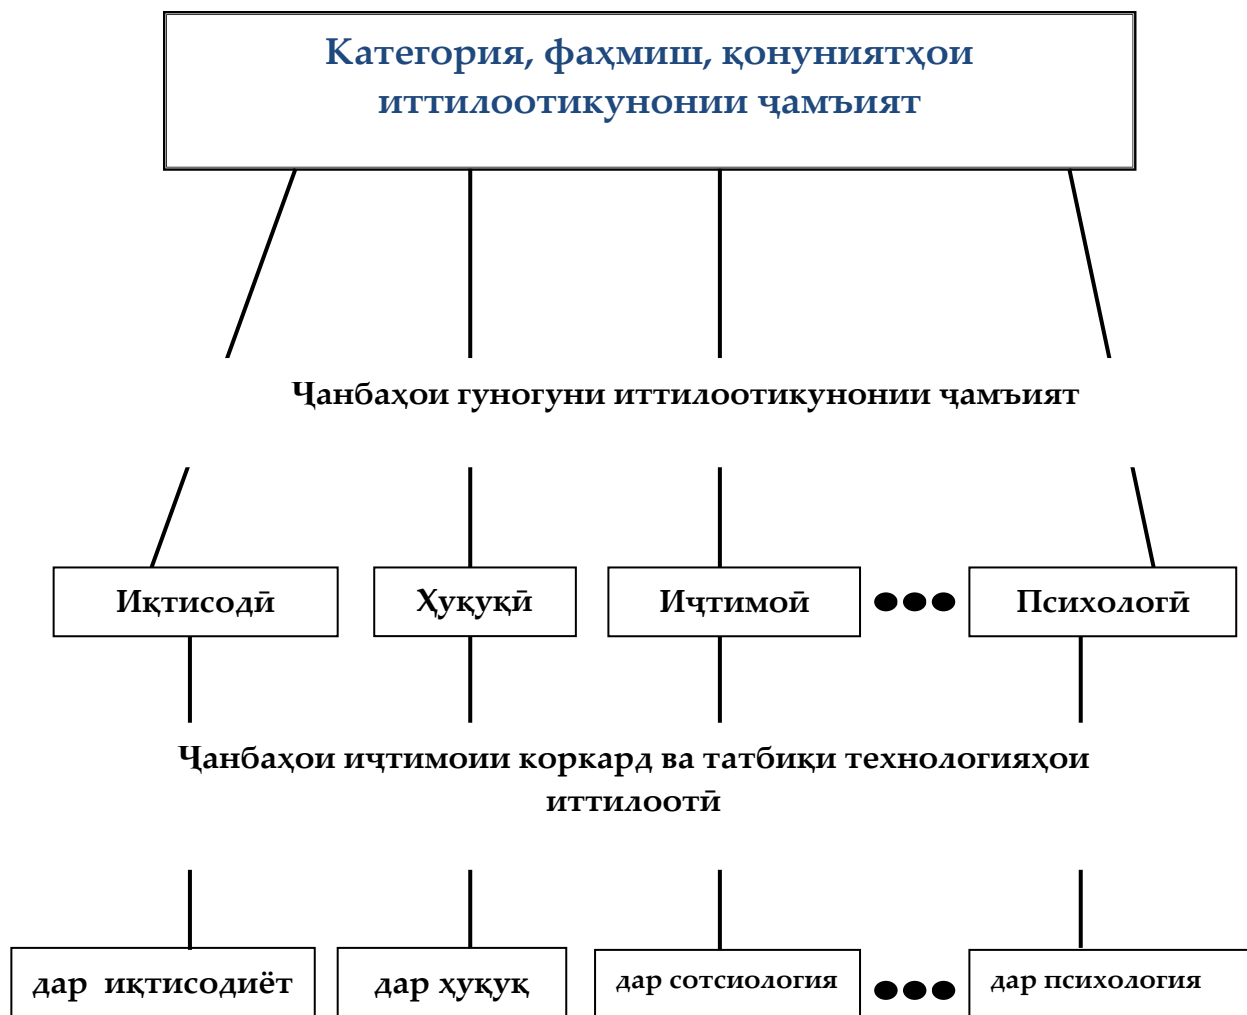 Категория, фаҳмиш, қонуниятҳои
иттилоотикунонии ҷамъият
Ҷанбаҳои гуногуни иттилоотикунонии ҷамъият
Иқтисодӣ
Ҳуқуқӣ
Иҷтимоӣ
Психологӣ
Ҷанбаҳои иҷтимоии коркард ва татбиқи технологияҳои
иттилоотӣ
дар иқтисодиёт
дар ҳуқуқ
дар сотсиология
дар психология